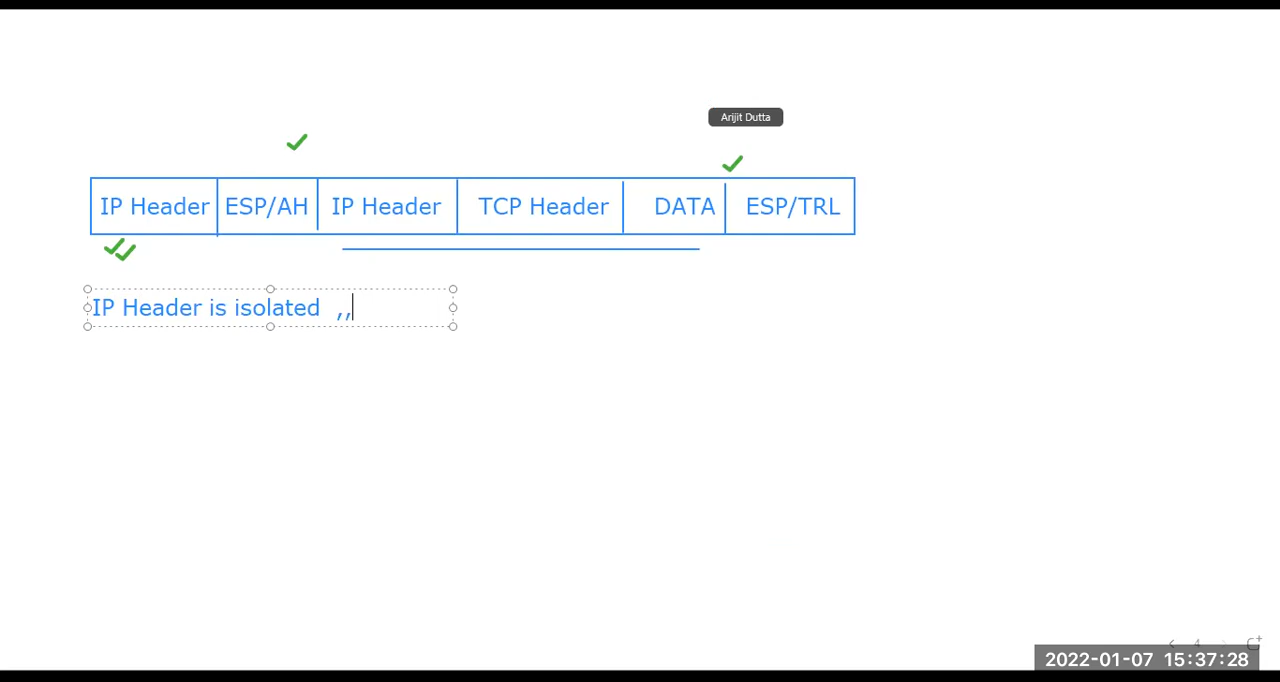 Arijit Dutta
IP Header ESP/AH IP Header TCP Header DATA ESP/TRL
IP Header is isolated ,,
4
2022-01-07 15:37:28